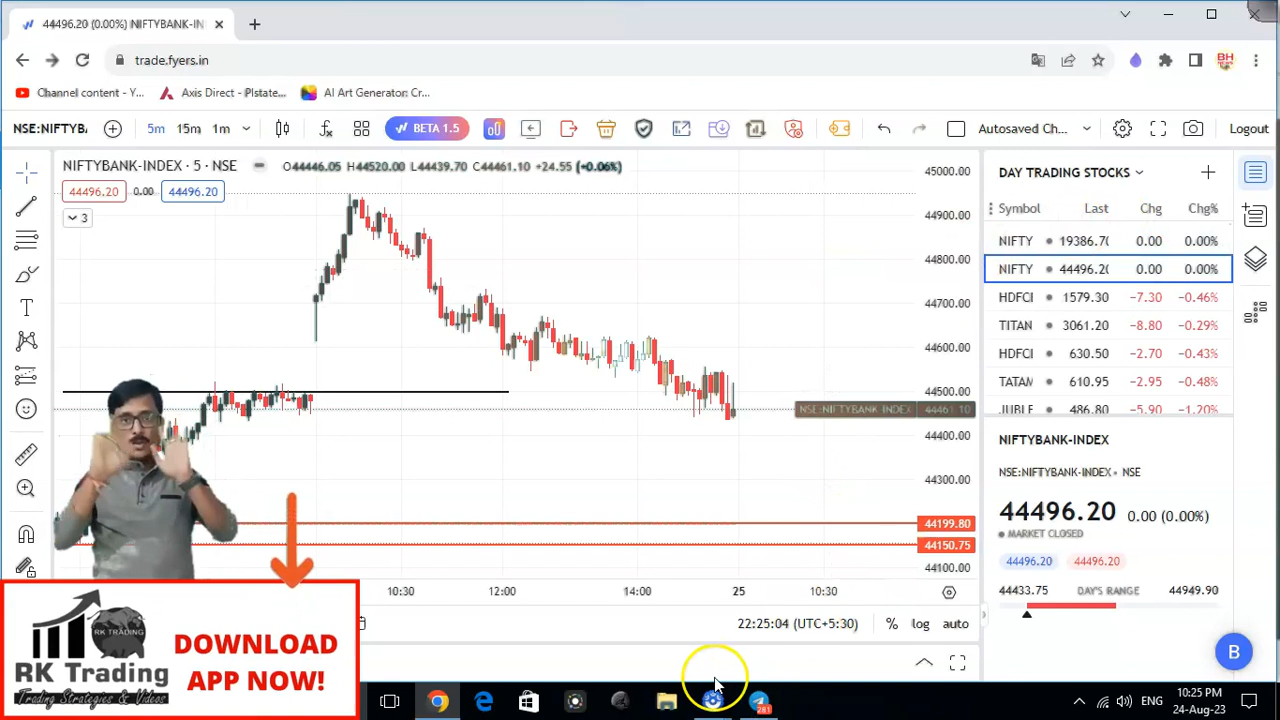 44496.20 (0.00%) NIFTYBANK-IN
trade.fyers.in
Channel content - Y...
Axis Direct - PIstate...
AI Art Generator Cr...
NSE:NIFTYB
5m 15m 1m
BETA 1.5
Autosaved Ch...
Logout
NIFTYBANK-INDEX · 5 · NSE
O44446.05 H44520.00 L44439.70 C44461.10 +24.55 (+0.06%)
44496.20 0.00 44496.20
3
45000.00
44900.00
44800.00
44700.00
44600.00
44500.00
NSE:NIFTYBANK-INDEX 44461.10
44400.00
44300.00
44199.80
44150.75
44100.00
10:30 12:00 14:00 25 10:30
22:25:04 (UTC+5:30) % log auto
DAY TRADING STOCKS
Symbol Last Chg Chg%
NIFTY 19386.70 0.00 0.00%
NIFTY 44496.20 0.00 0.00%
HDFCI 1579.30 −7.30 −0.46%
TITAN 3061.20 −8.80 −0.29%
HDFCI 630.50 −2.70 −0.43%
TATAM 610.95 −2.95 −0.48%
JUBLF 486.80 −5.90 −1.20%
NIFTYBANK-INDEX
NSE:NIFTYBANK-INDEX • NSE
44496.20 0.00 (0.00%)
MARKET CLOSED
44496.20 44496.20
44433.75 DAY'S RANGE 44949.90
B
RK TRADING
RK Trading
Trading Strategies & Videos
DOWNLOAD
APP NOW!
281
ENG
10:25 PM
24-Aug-23
BH
NEWS